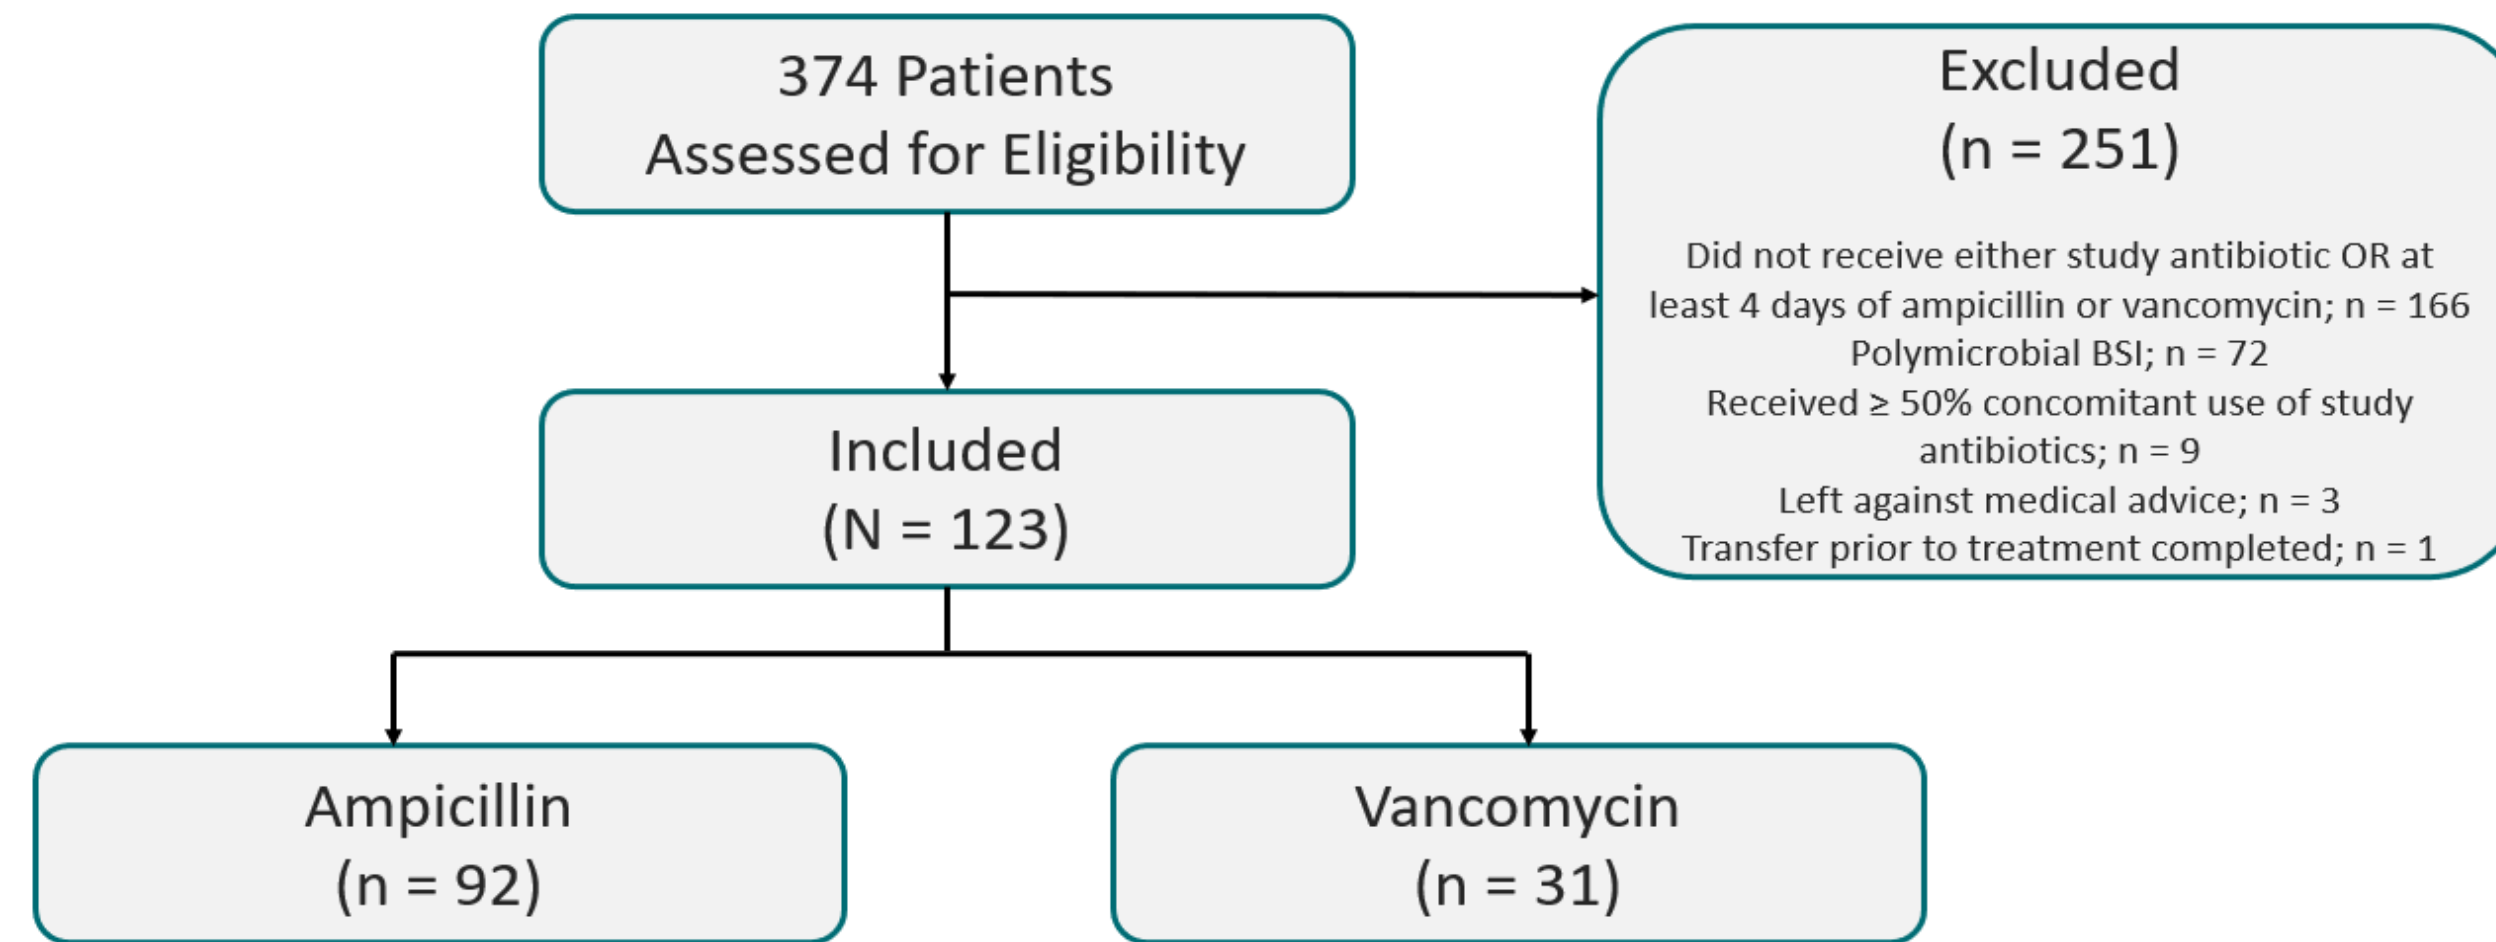 374 Patients
Assessed for Eligibility
Excluded
(n = 251)
Did not receive either study antibiotic OR at
least 4 days of ampicillin or vancomycin; n = 166
Polymicrobial BSI; n = 72
Received ≥ 50% concomitant use of study
antibiotics; n = 9
Left against medical advice; n = 3
Transfer prior to treatment completed; n = 1
Included
(N = 123)
Ampicillin
(n = 92)
Vancomycin
(n = 31)